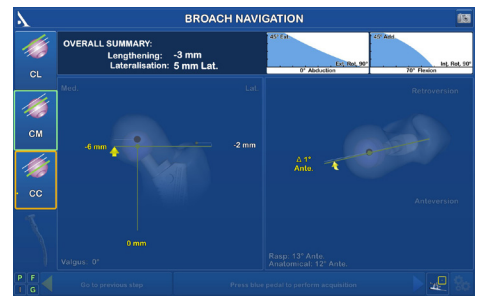 BROACH NAVIGATION
OVERALL SUMMARY:
Lengthening: -3 mm
Lateralisation: 5 mm Lat.
45° Ext.
Ext. Rot. 90°
0° Abduction
45° Add.
Int. Rot. 90°
70° Flexion
CL
CM
CC
Med.
Lat.
-6 mm
-2 mm
0 mm
Valgus: 0°
Retroversion
Δ 1°
Ante.
Anteversion
Rasp: 13° Ante.
Anatomical: 12° Ante.
P F
I G
Go to previous step
Press blue pedal to perform acquisition